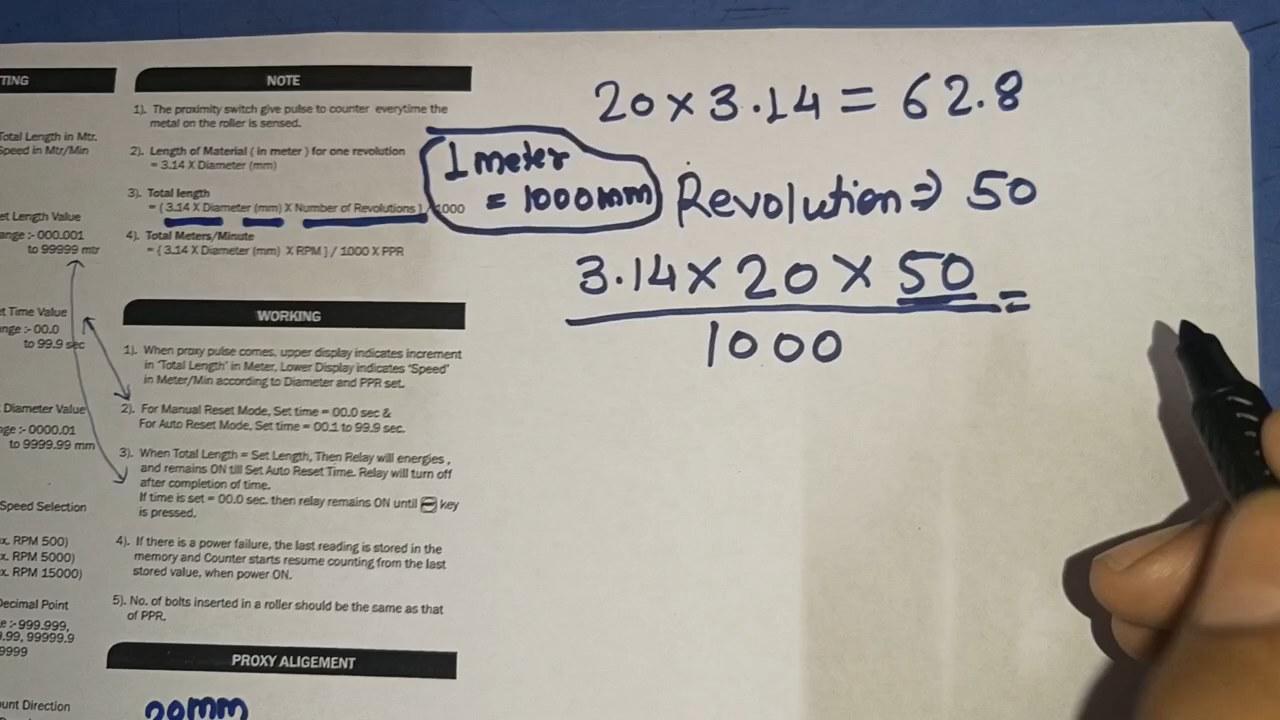 TING
Total Length in Mtr.
Speed in Mtr/Min
et Length Value
ange :- 000.001
to 99999 mtr
et Time Value
nge :- 00.0
to 99.9 sec
Diameter Value
nge :- 0000.01
to 9999.99 mm
Speed Selection
x. RPM 500)
x. RPM 5000)
x. RPM 15000)
Decimal Point
e :- 999.999,
9.99, 99999.9
9999
unt Direction
NOTE
1). The proximity switch give pulse to counter everytime the
metal on the roller is sensed.
2). Length of Material ( in meter ) for one revolution
= 3.14 X Diameter (mm)
3). Total length
= ( 3.14 X Diameter (mm) X Number of Revolutions ) / 1000
4). Total Meters/Minute
= ( 3.14 X Diameter (mm) X RPM ) / 1000 X PPR
WORKING
1). When proxy pulse comes, upper display indicates increment
in 'Total Length' in Meter, Lower Display indicates 'Speed'
in Meter/Min according to Diameter and PPR set.
2). For Manual Reset Mode, Set time = 00.0 sec &
For Auto Reset Mode, Set time = 00.1 to 99.9 sec.
3). When Total Length = Set Length, Then Relay will energies ,
and remains ON till Set Auto Reset Time. Relay will turn off
after completion of time.
If time is set = 00.0 sec. then relay remains ON until key
is pressed.
4). If there is a power failure, the last reading is stored in the
memory and Counter starts resume counting from the last
stored value, when power ON.
5). No. of bolts inserted in a roller should be the same as that
of PPR.
PROXY ALIGEMENT
20mm
20 x 3.14 = 62.8
1 meter
= 1000mm
Revolution ⇒ 50
3.14 x 20 x 50 =
1000